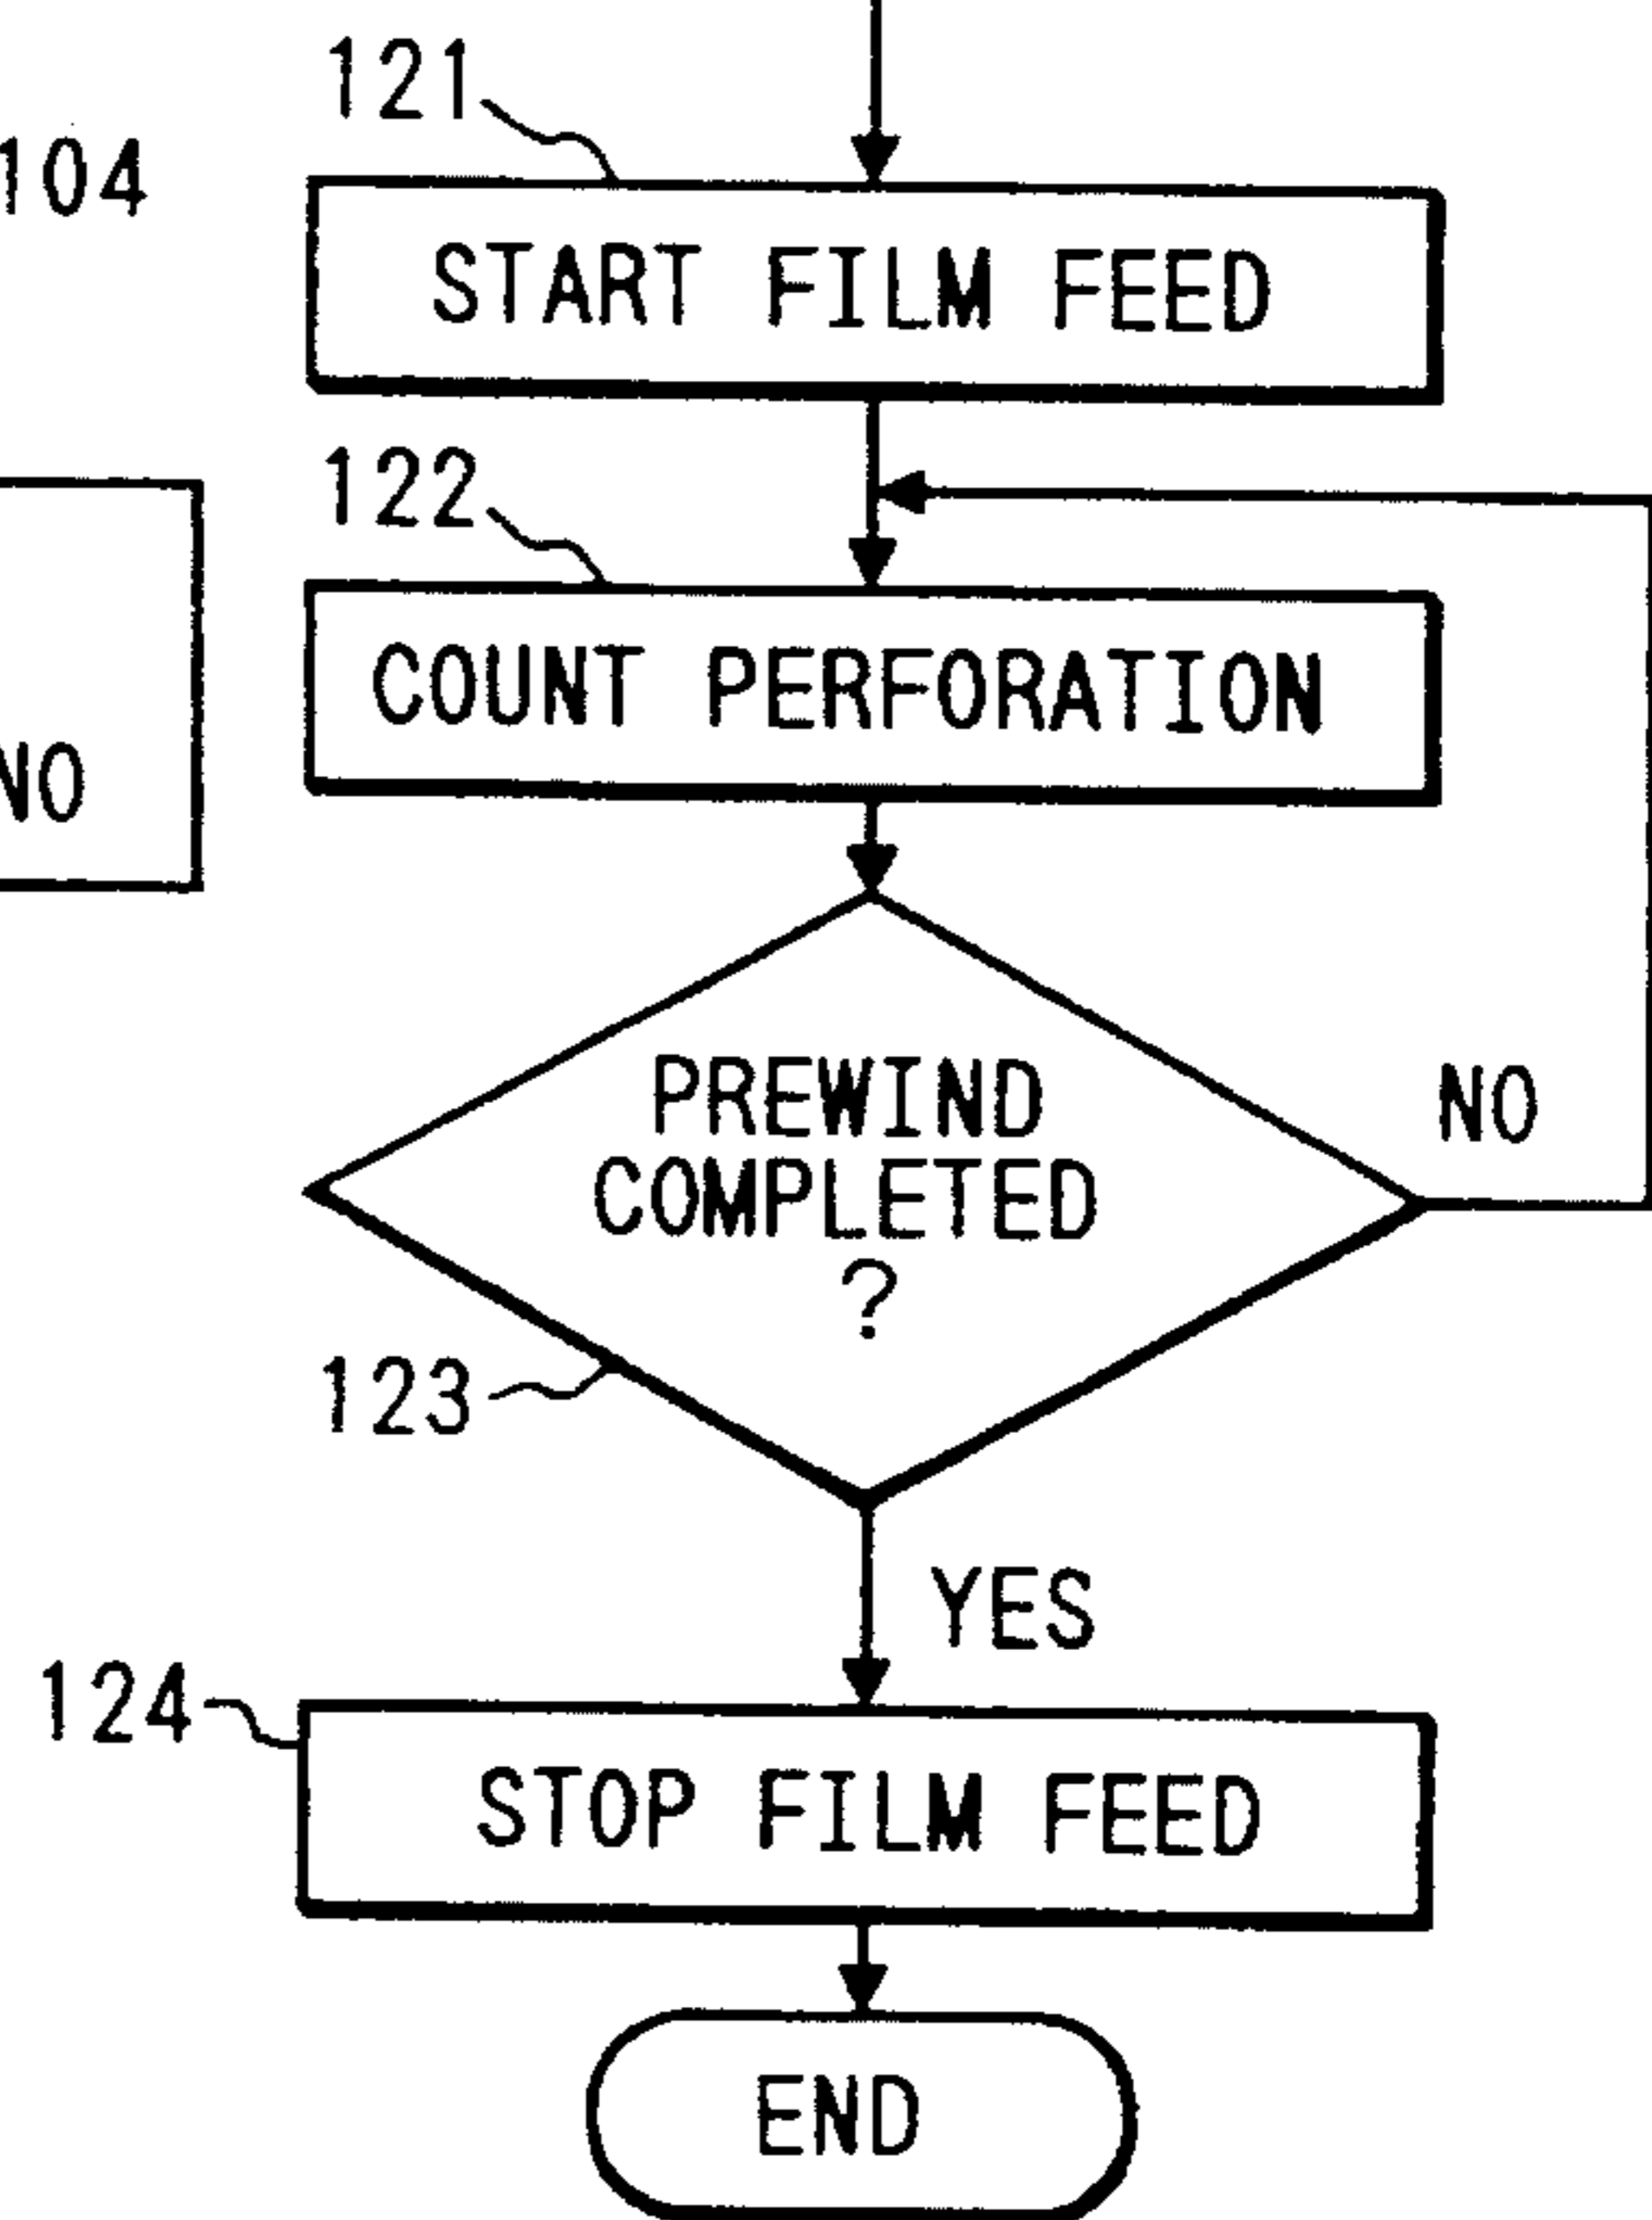 121
104
START FILM FEED
122
COUNT PERFORATION
NO
PREWIND
COMPLETED
?
NO
123
YES
124
STOP FILM FEED
END